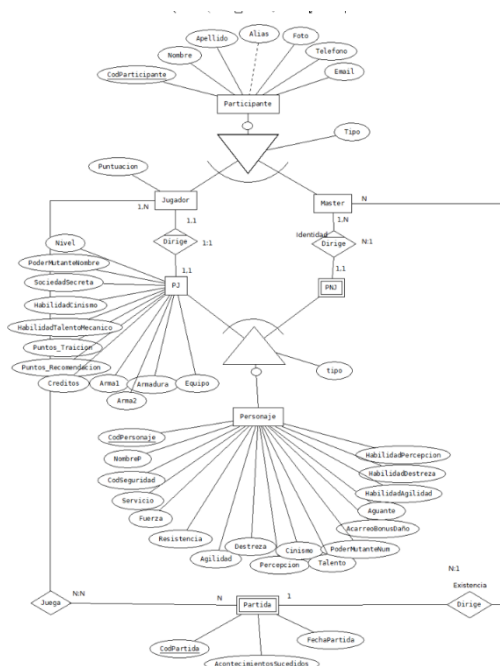 Alias
Apellido
Foto
Nombre
Telefono
CodParticipante
Email
Participante
Tipo
Puntuacion
Jugador
Master
N
1.N
1.1
1.N
Identidad
Dirige
1:1
Dirige
N:1
Nivel
PoderMutanteNombre
1.1
1.1
SociedadSecreta
PJ
PNJ
HabilidadCinismo
HabilidadTalentoMecanico
Puntos_Traicion
Puntos_Recomendacion
Creditos
Arma1
Armadura
Equipo
tipo
Arma2
Personaje
CodPersonaje
NombreP
HabilidadPercepcion
CodSeguridad
HabilidadDestreza
Servicio
HabilidadAgilidad
Fuerza
Aguante
Resistencia
AcarreoBonusDaño
Destreza
Cinismo
PoderMutanteNum
Agilidad
Percepcion
Talento
N:1
Existencia
N:N
N
1
Juega
Partida
Dirige
CodPartida
FechaPartida
AcontecimientosSucedidos